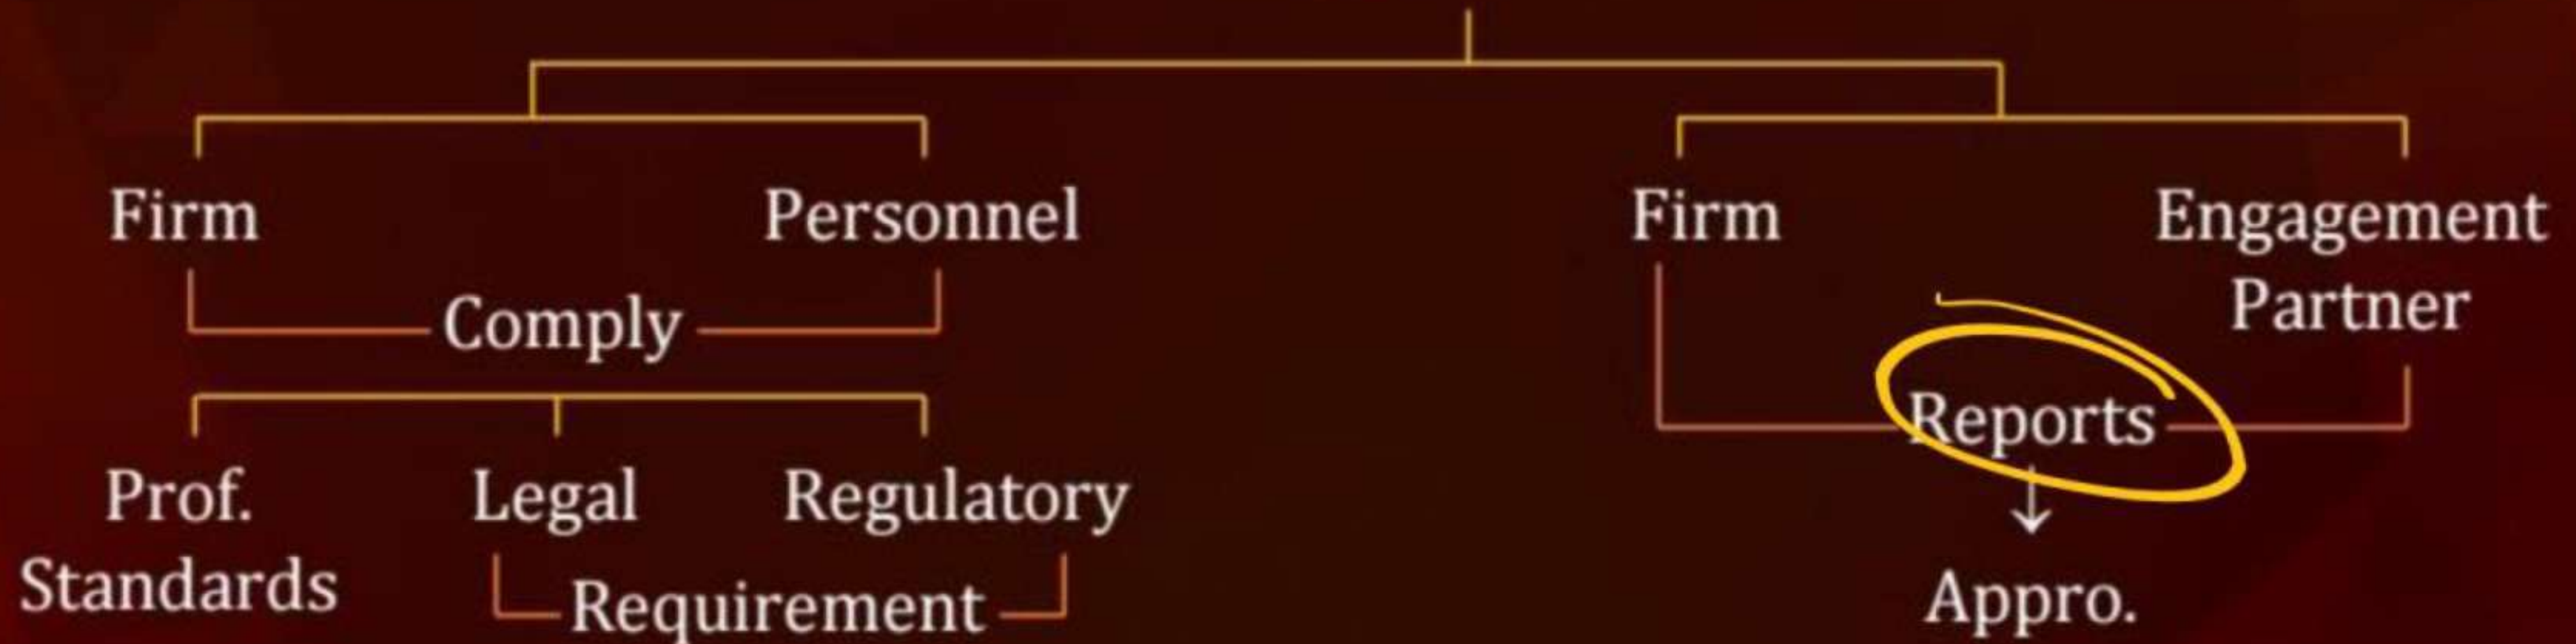 Firm Personnel Firm Engagement
Partner
Comply
Reports
Prof. Legal Regulatory
Standards Requirement
Appro.